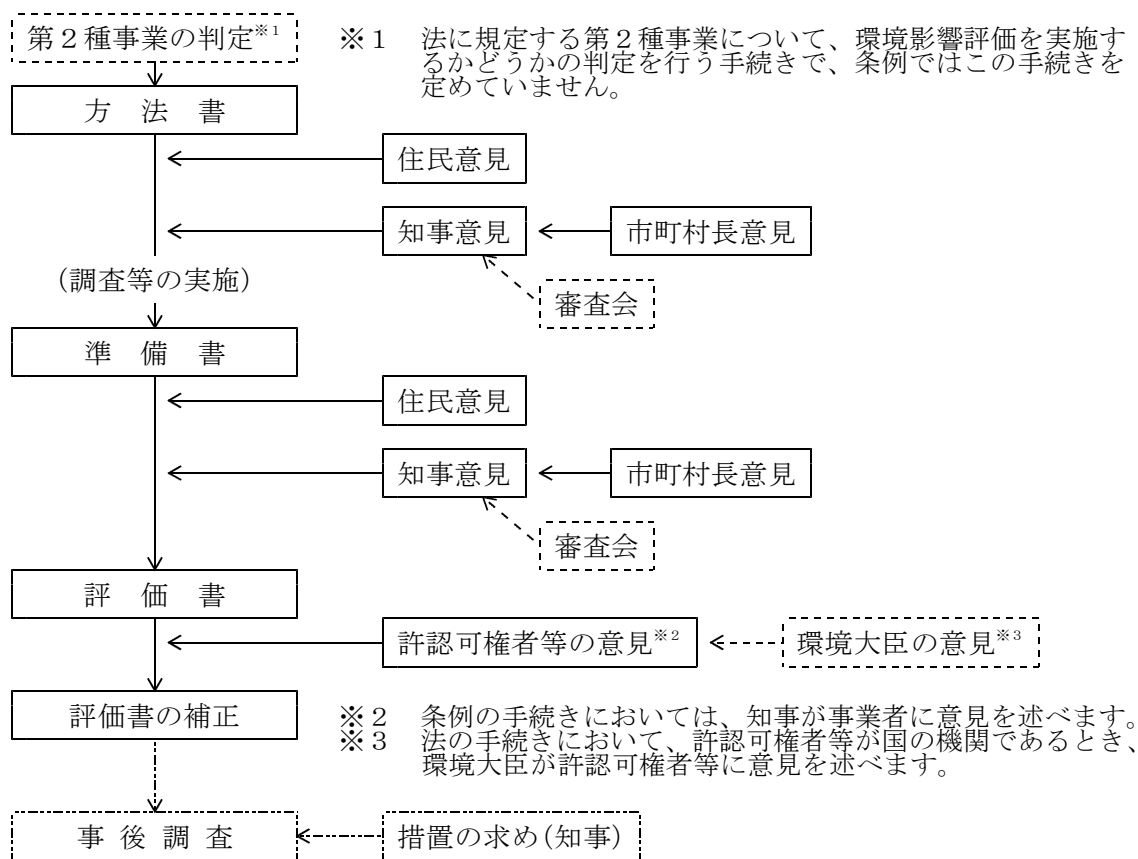 第２種事業の判定※１
※１　法に規定する第２種事業について、環境影響評価を実施す
るかどうかの判定を行う手続きで、条例ではこの手続きを
定めていません。
方　法　書
住民意見
知事意見
市町村長意見
(調査等の実施)
審査会
準　備　書
住民意見
知事意見
市町村長意見
審査会
評　価　書
許認可権者等の意見※２
環境大臣の意見※３
評価書の補正
※２　条例の手続きにおいては、知事が事業者に意見を述べます。
※３　法の手続きにおいて、許認可権者等が国の機関であるとき、
環境大臣が許認可権者等に意見を述べます。
事 後 調 査
措置の求め(知事)